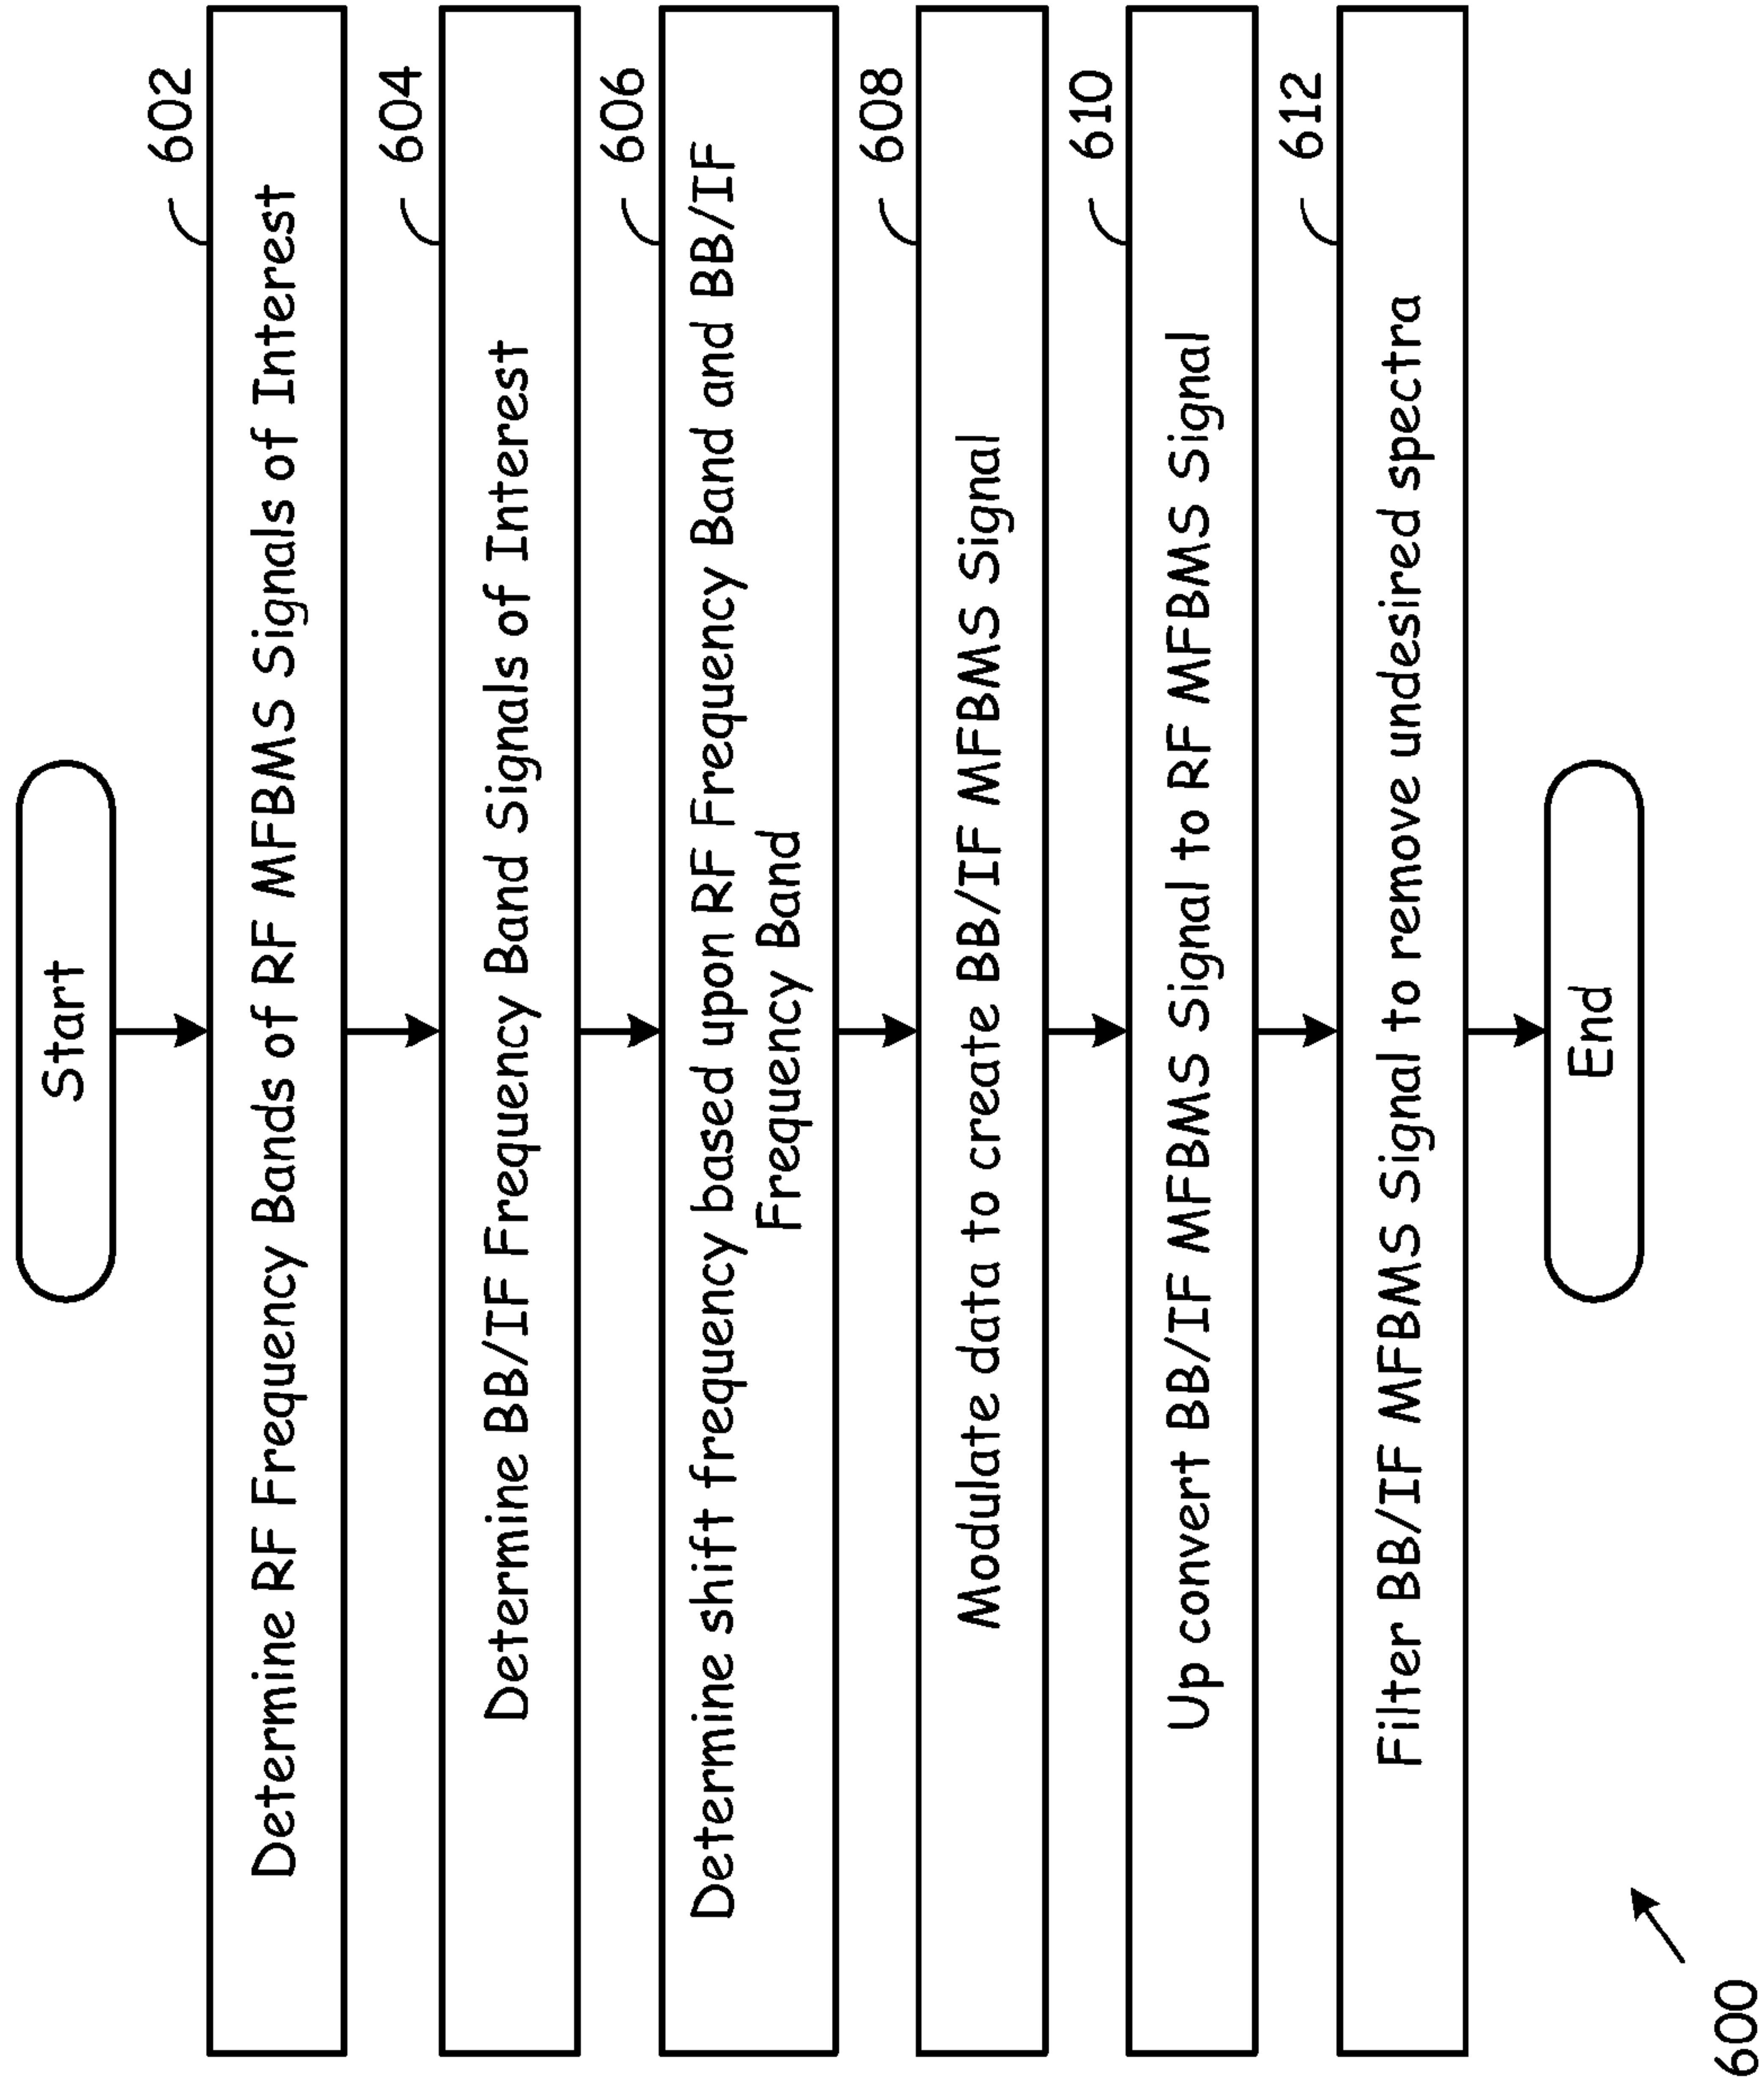 Start
602
Determine RF Frequency Bands of RF MFBMS Signals of Interest
604
Determine BB/IF Frequency Band Signals of Interest
606
Determine shift frequency based upon RF Frequency Band and BB/IF
Frequency Band
608
Modulate data to create BB/IF MFBMS Signal
610
Up convert BB/IF MFBMS Signal to RF MFBMS Signal
612
Filter BB/IF MFBMS Signal to remove undesired spectra
End
600